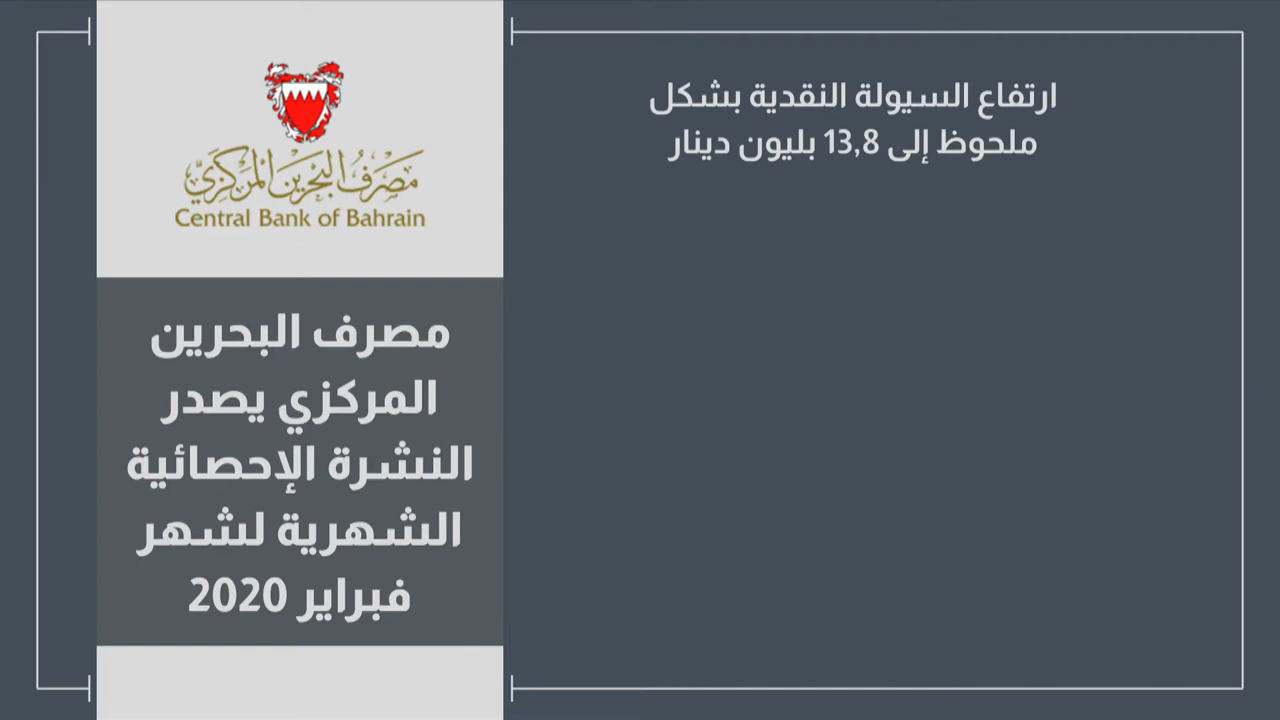 مصرف البحرين المركزي
Central Bank of Bahrain
مصرف البحرين
المركزي يصدر
النشرة الإحصائية
الشهرية لشهر
فبراير 2020
ارتفاع السيولة النقدية بشكل
ملحوظ إلى 13,8 بليون دينار